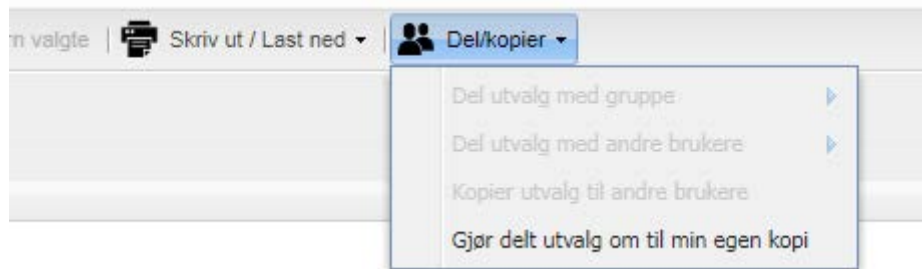 valgte | Skriv ut / Last ned | Del/kopier
Del utvalg med gruppe
Del utvalg med andre brukere
Kopier utvalg til andre brukere
Gjør delt utvalg om til min egen kopi